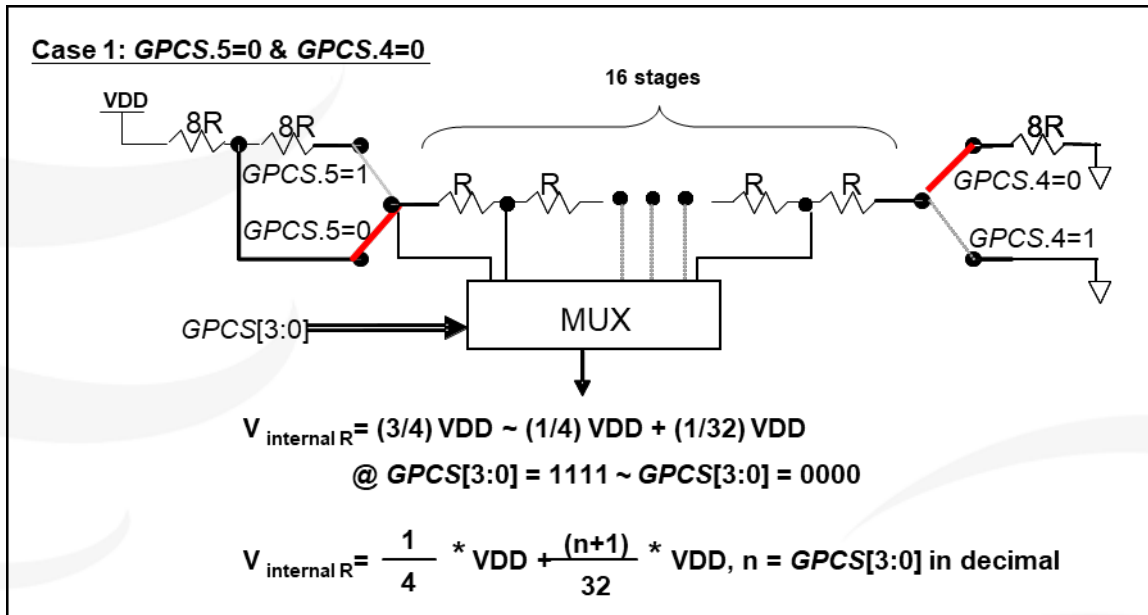 Case 1: GPCS.5=0 & GPCS.4=0
16 stages
VDD
8R
8R
8R
GPCS.5=1
GPCS.4=0
R
R
R
R
GPCS.5=0
GPCS.4=1
MUX
GPCS[3:0]
V internal R = (3/4) VDD ~ (1/4) VDD + (1/32) VDD
@ GPCS[3:0] = 1111 ~ GPCS[3:0] = 0000
V internal R = 1/4 * VDD + (n+1)/32 * VDD, n = GPCS[3:0] in decimal